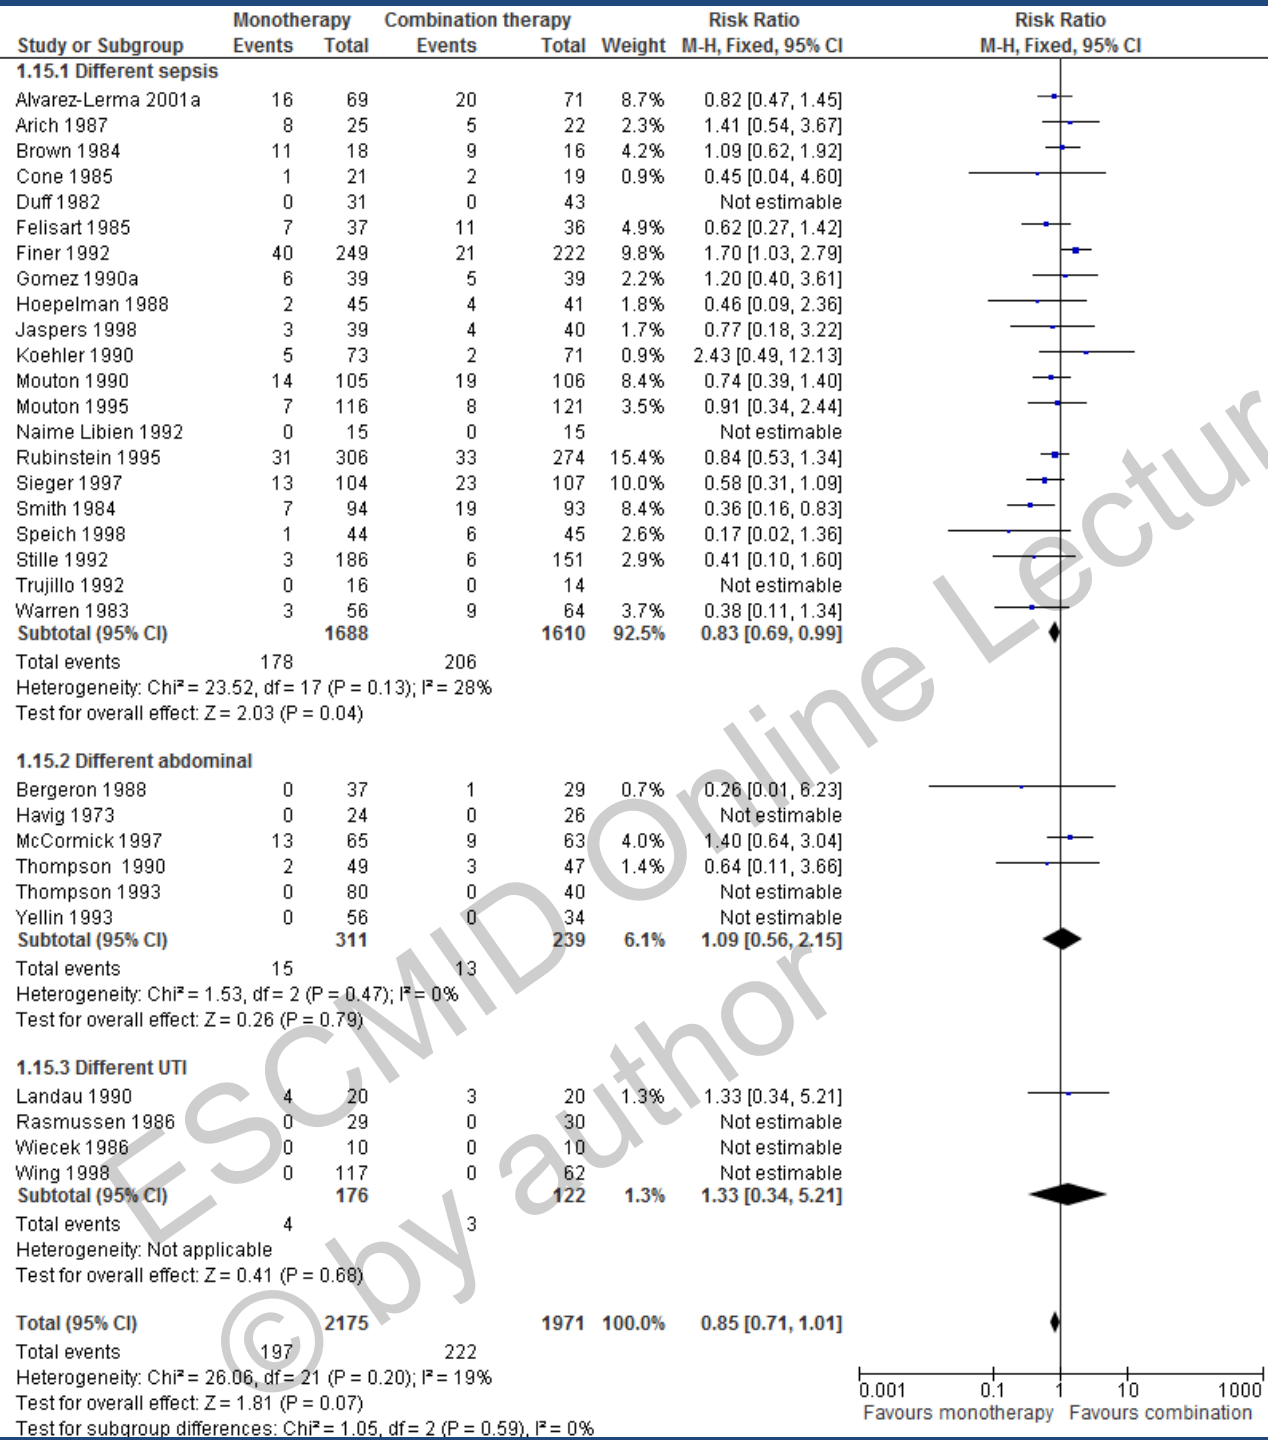 Monotherapy Combination therapy Risk Ratio Risk Ratio
Study or Subgroup Events Total Events Total Weight M-H, Fixed, 95% CI M-H, Fixed, 95% CI
1.15.1 Different sepsis
Alvarez-Lerma 2001a 16 69 20 71 8.7% 0.82 [0.47, 1.45]
Arich 1987 8 25 5 22 2.3% 1.41 [0.54, 3.67]
Brown 1984 11 18 9 16 4.2% 1.09 [0.62, 1.92]
Cone 1985 1 21 2 19 0.9% 0.45 [0.04, 4.60]
Duff 1982 0 31 0 43 Not estimable
Felisart 1985 7 37 11 36 4.9% 0.62 [0.27, 1.42]
Finer 1992 40 249 21 222 9.8% 1.70 [1.03, 2.79]
Gomez 1990a 6 39 5 39 2.2% 1.20 [0.40, 3.61]
Hoepelman 1988 2 45 4 41 1.8% 0.46 [0.09, 2.36]
Jaspers 1998 3 39 4 40 1.7% 0.77 [0.18, 3.22]
Koehler 1990 5 73 2 71 0.9% 2.43 [0.49, 12.13]
Mouton 1990 14 105 19 106 8.4% 0.74 [0.39, 1.40]
Mouton 1995 7 116 8 121 3.5% 0.91 [0.34, 2.44]
Naime Libien 1992 0 15 0 15 Not estimable
Rubinstein 1995 31 306 33 274 15.4% 0.84 [0.53, 1.34]
Sieger 1997 13 104 23 107 10.0% 0.58 [0.31, 1.09]
Smith 1984 7 94 19 93 8.4% 0.36 [0.16, 0.83]
Speich 1998 1 44 6 45 2.6% 0.17 [0.02, 1.36]
Stille 1992 3 186 6 151 2.9% 0.41 [0.10, 1.60]
Trujillo 1992 0 16 0 14 Not estimable
Warren 1983 3 56 9 64 3.7% 0.38 [0.11, 1.34]
Subtotal (95% CI) 1688 1610 92.5% 0.83 [0.69, 0.99]
Total events 178 206
Heterogeneity: Chi² = 23.52, df = 17 (P = 0.13); I² = 28%
Test for overall effect: Z = 2.03 (P = 0.04)
1.15.2 Different abdominal
Bergeron 1988 0 37 1 29 0.7% 0.26 [0.01, 6.23]
Havig 1973 0 24 0 26 Not estimable
McCormick 1997 13 65 9 63 4.0% 1.40 [0.64, 3.04]
Thompson 1990 2 49 3 47 1.4% 0.64 [0.11, 3.66]
Thompson 1993 0 80 0 40 Not estimable
Yellin 1993 0 56 0 34 Not estimable
Subtotal (95% CI) 311 239 6.1% 1.09 [0.56, 2.15]
Total events 15 13
Heterogeneity: Chi² = 1.53, df = 2 (P = 0.47); I² = 0%
Test for overall effect: Z = 0.26 (P = 0.79)
1.15.3 Different UTI
Landau 1990 4 20 3 20 1.3% 1.33 [0.34, 5.21]
Rasmussen 1986 0 29 0 30 Not estimable
Wiecek 1986 0 10 0 10 Not estimable
Wing 1998 0 117 0 62 Not estimable
Subtotal (95% CI) 176 122 1.3% 1.33 [0.34, 5.21]
Total events 4 3
Heterogeneity: Not applicable
Test for overall effect: Z = 0.41 (P = 0.68)
Total (95% CI) 2175 1971 100.0% 0.85 [0.71, 1.01]
Total events 197 222
Heterogeneity: Chi² = 26.06, df = 21 (P = 0.20); I² = 19%
Test for overall effect: Z = 1.81 (P = 0.07)
Test for subgroup differences: Chi² = 1.05, df = 2 (P = 0.59), I² = 0%
0.001 0.1 1 10 1000
Favours monotherapy Favours combination
ESCMID Online Lectur
© by author